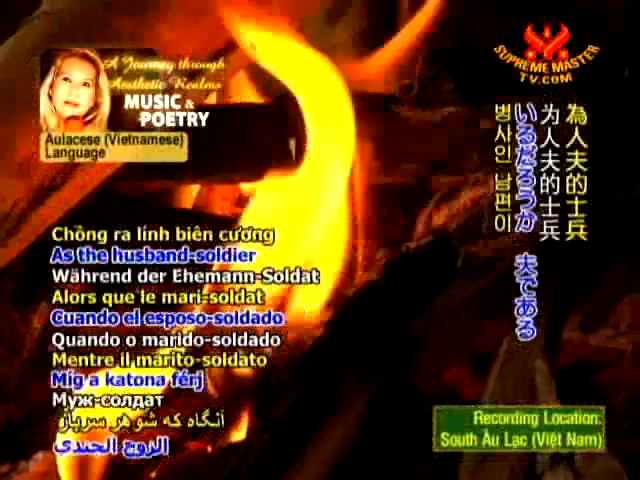 A Journey through
Aesthetic Realms
MUSIC &
POETRY
Aulacese (Vietnamese)
Language
SUPREME MASTER
TV.COM
為人夫的士兵
为人夫的士兵
いるだろうか 夫である
병사인 남편이
Chồng ra lính biên cương
As the husband-soldier
Während der Ehemann-Soldat
Alors que le mari-soldat
Cuando el esposo-soldado
Quando o marido-soldado
Mentre il marito-soldato
Míg a katona férj
Муж-солдат
آنگاه که شوهر سرباز
الزوج الجندي
Recording Location:
South Âu Lạc (Việt Nam)